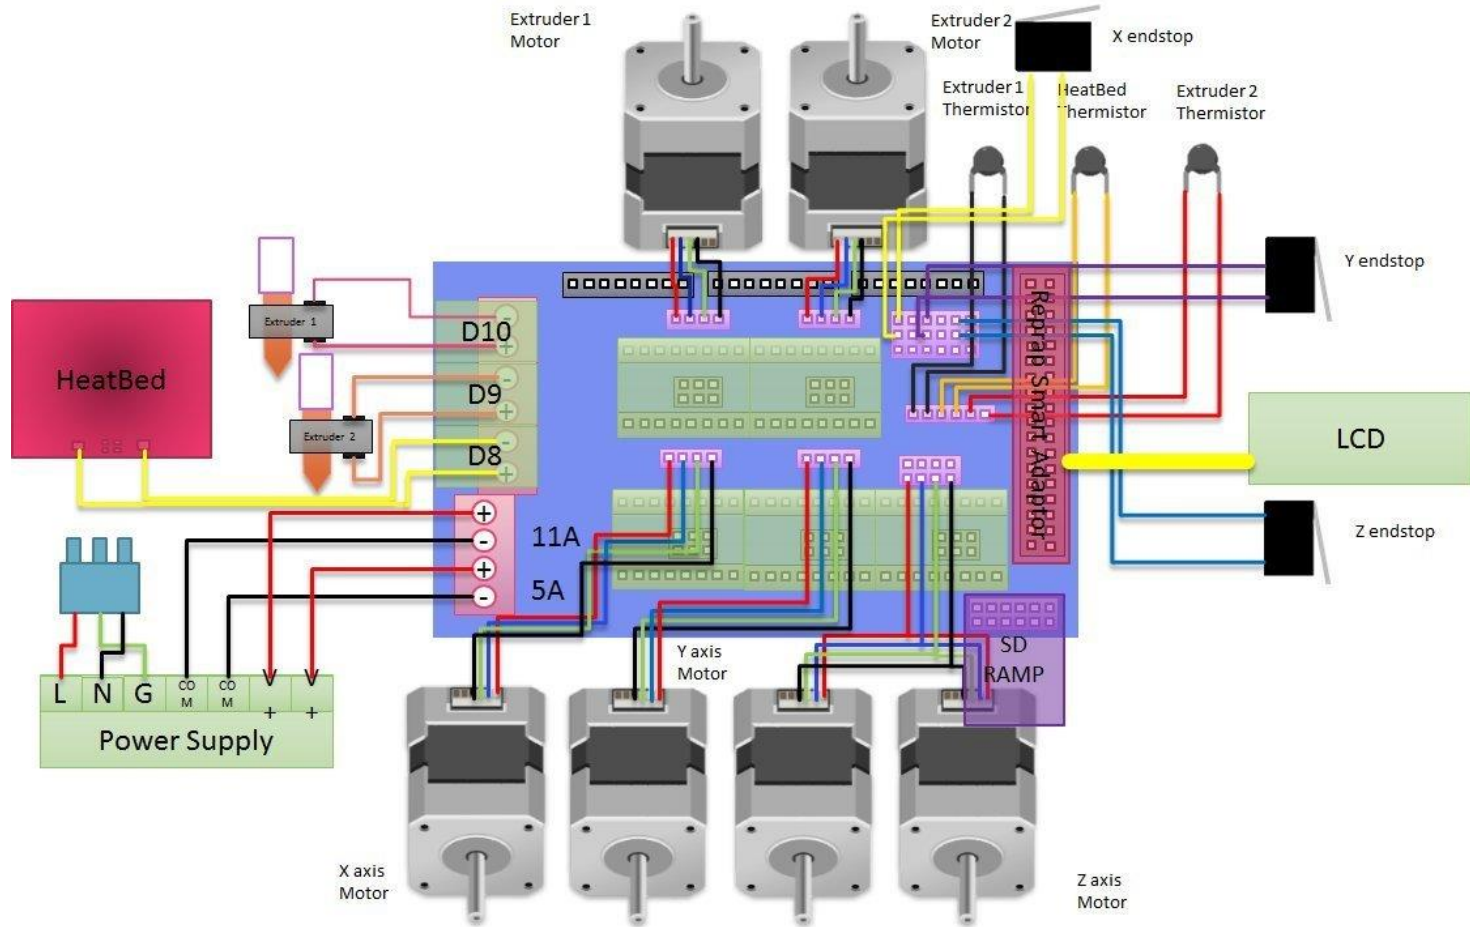 Extruder 1
Motor
Extruder 2
Motor
X endstop
Extruder 1
Thermistor
HeatBed
Thermistor
Extruder 2
Thermistor
Y endstop
Extruder 1
D10
-
+
HeatBed
D9
-
+
Extruder 2
D8
-
+
Reprap Smart Adaptor
LCD
+
11A
-
+
5A
-
Z endstop
SD
RAMP
Y axis
Motor
L
N
G
CO
M
CO
M
V
+
V
+
Power Supply
X axis
Motor
Z axis
Motor